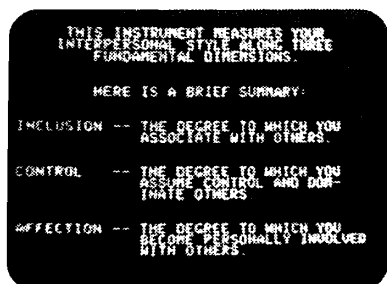 THIS INSTRUMENT MEASURES YOUR
INTERPERSONAL STYLE ALONG THREE
FUNDAMENTAL DIMENSIONS.
HERE IS A BRIEF SUMMARY:
INCLUSION -- THE DEGREE TO WHICH YOU
ASSOCIATE WITH OTHERS.
CONTROL -- THE DEGREE TO WHICH YOU
ASSUME CONTROL AND DOM-
INATE OTHERS.
AFFECTION -- THE DEGREE TO WHICH YOU
BECOME PERSONALLY INVOLVED
WITH OTHERS.